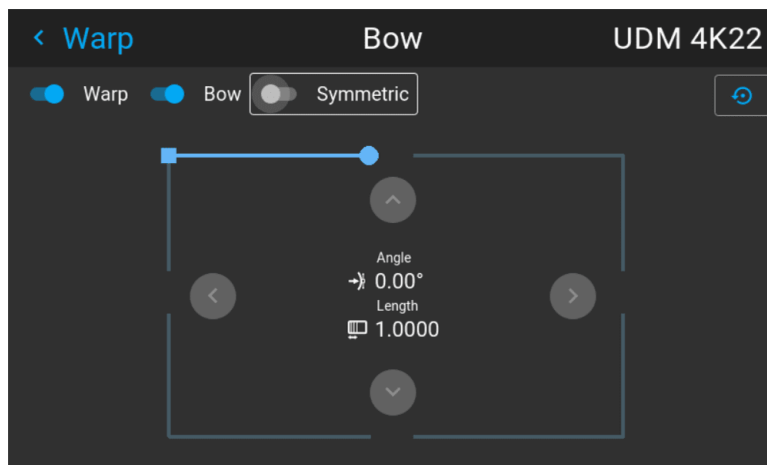 Warp Bow UDM 4K22
Warp Bow Symmetric
Angle
0.00°
Length
1.0000